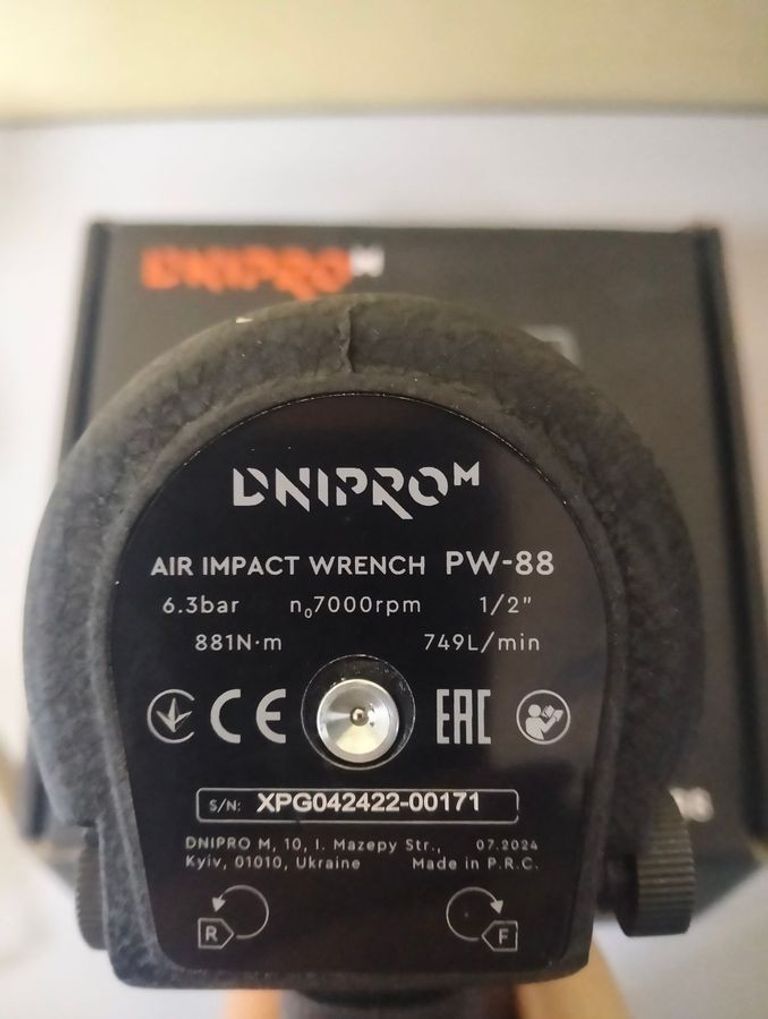 DNIPRO M
DNIPRO M
AIR IMPACT WRENCH PW-88
6.3bar n₀7000rpm 1/2"
881N·m 749L/min
CE EAC
S/N: XPG042422-00171
DNIPRO M, 10, I. Mazepy Str., 07.2024
Kyiv, 01010, Ukraine Made in P.R.C.
R F